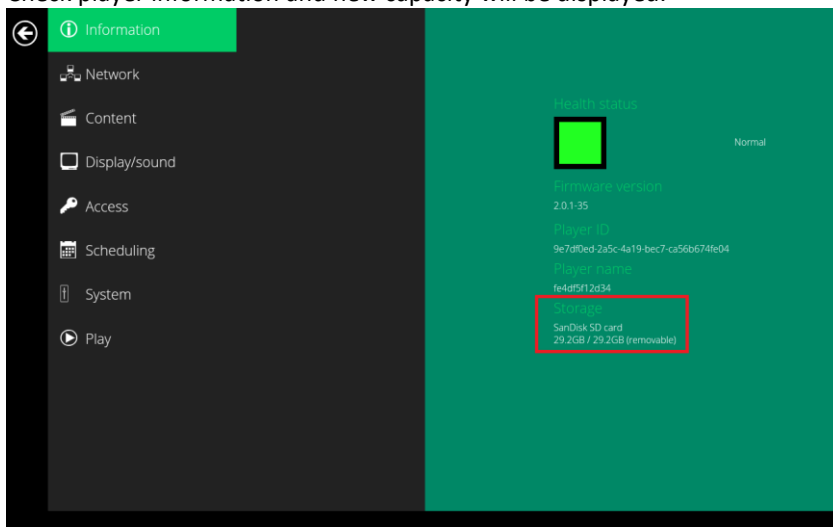 Check player information and new capacity will be displayed.
Information
Network
Content
Display/sound
Access
Scheduling
System
Play
Health status
Normal
Firmware version
2.0.1-35
Player ID
9e7df0ed-2a5c-4a19-bec7-ca56b674fe04
Player name
fe4df5f12d34
Storage
SanDisk SD card
29.2GB / 29.2GB (removable)